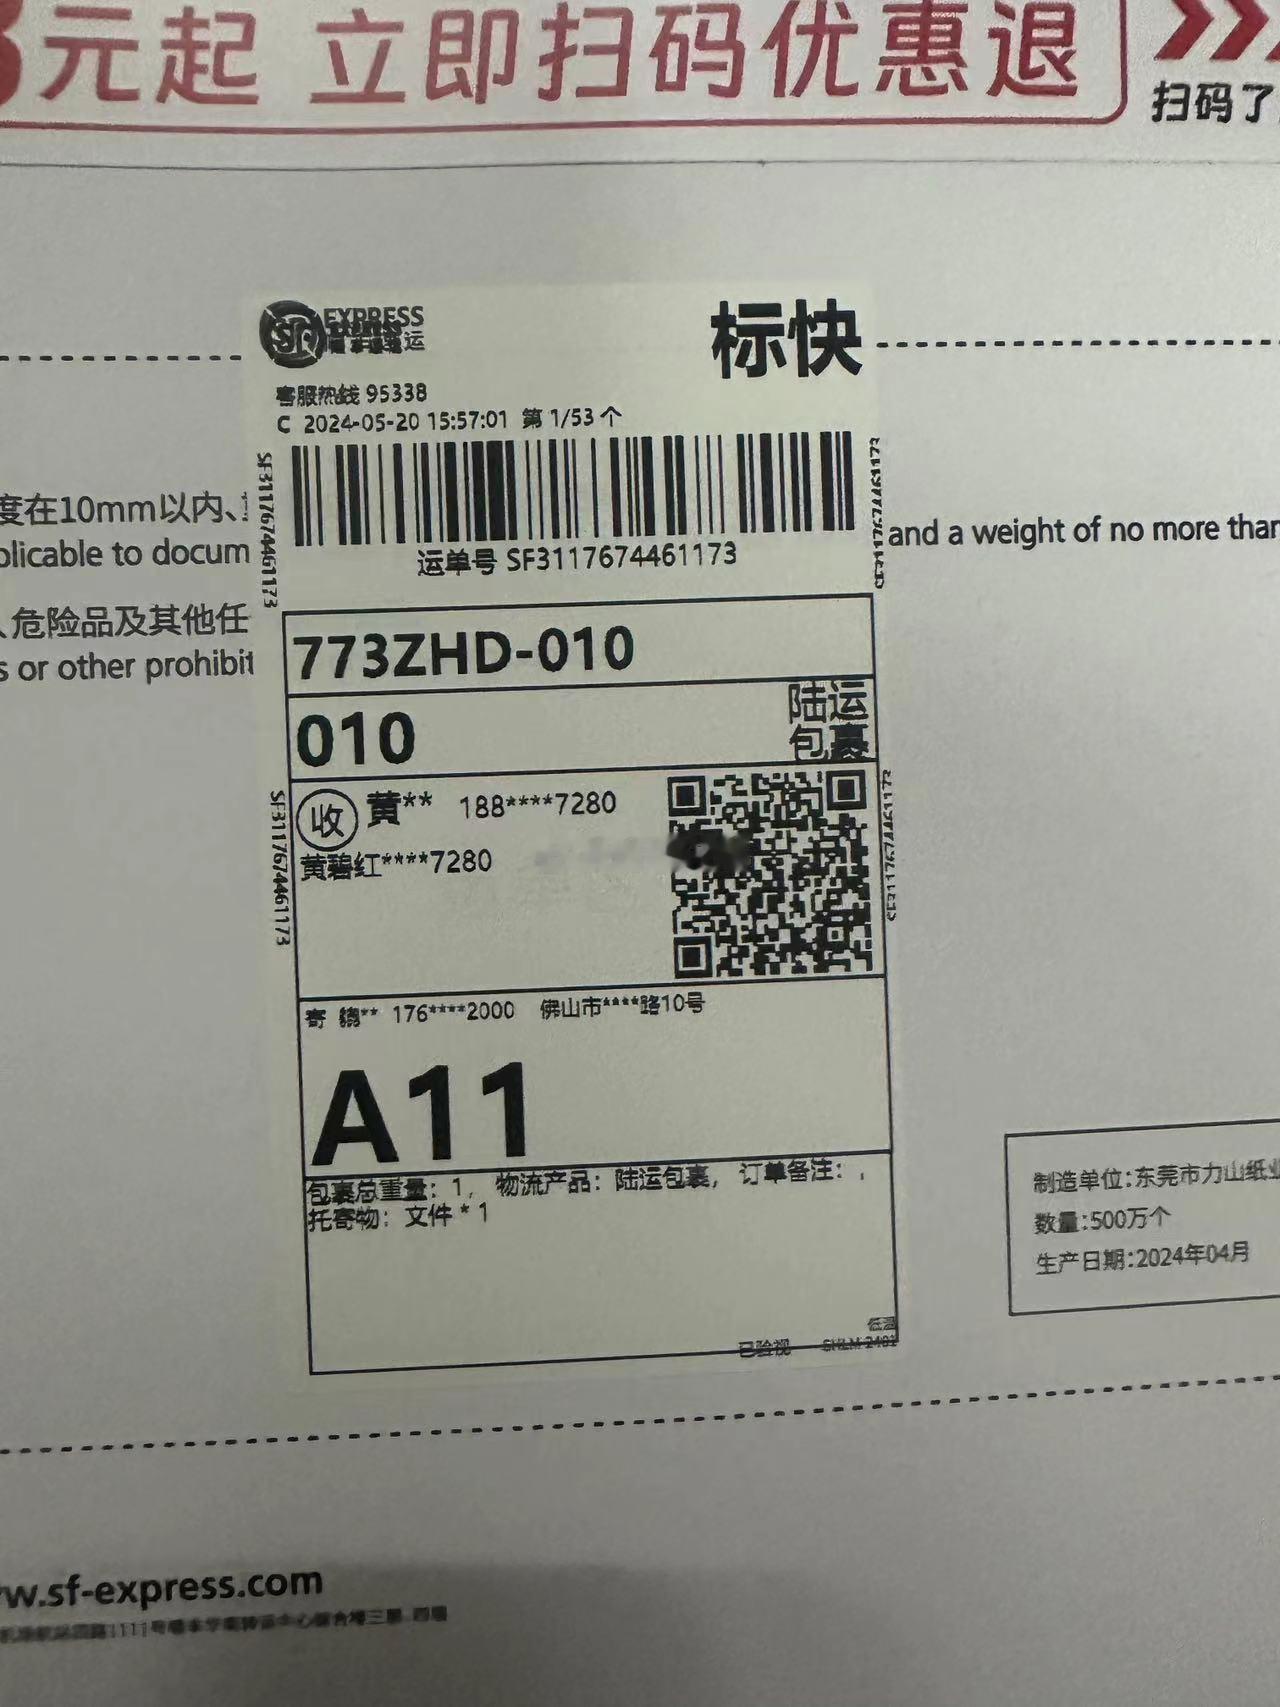 元起 立即扫码优惠退
扫码了
EXPRESS
标快
客服热线 95338
C 2024-05-20 15:57:01 第 1/53 个
SF3117674461173
SF3117674461173
度在10mm以内、
plicable to docum
and a weight of no more than
运单号 SF3117674461173
、危险品及其他任
s or other prohibit
773ZHD-010
010
陆运
包裹
收 黄** 188****7280
黄碧红****7280
SF3117674461173
SF3117674461173
寄 ** 176****2000 佛山市****路10号
A11
包裹总重量：1， 物流产品：陆运包裹， 订单备注：，
托寄物：文件 * 1
已验视
制造单位:东莞市力山纸业
数量:500万个
生产日期:2024年04月
w.sf-express.com